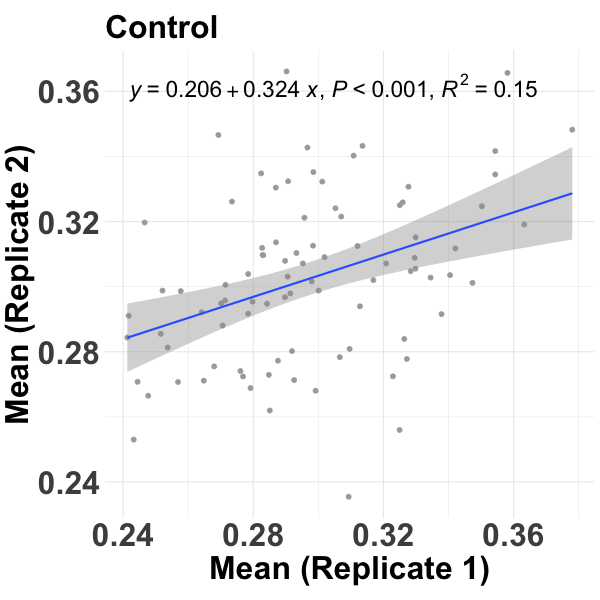 Control
y = 0.206 + 0.324 x, P < 0.001, R² = 0.15
0.36
0.32
0.28
0.24
Mean (Replicate 2)
0.24 0.28 0.32 0.36
Mean (Replicate 1)